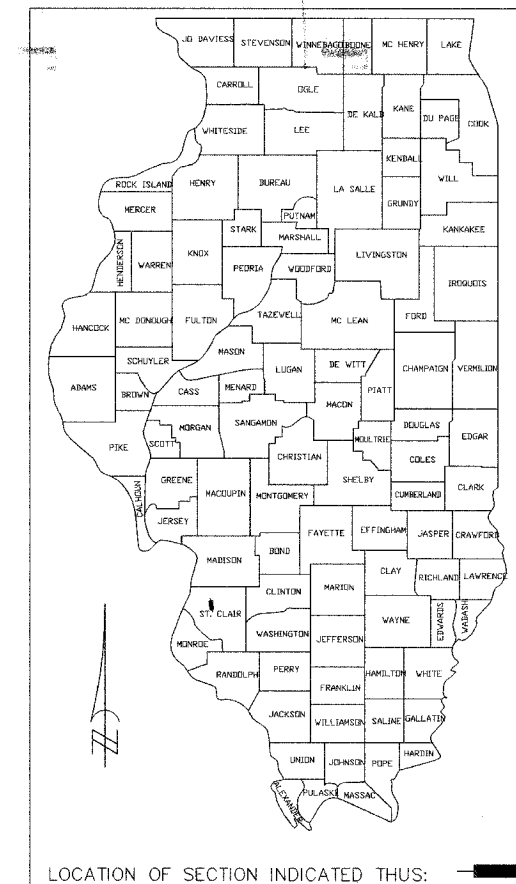 JO DAVIESS STEVENSON WINNEBAGO BOONE MC HENRY LAKE
CARROLL OGLE
DE KALB KANE DU PAGE COOK
WHITESIDE LEE
KENDALL WILL
ROCK ISLAND HENRY BUREAU LA SALLE
MERCER PUTNAM GRUNDY
STARK MARSHALL KANKAKEE
HENDERSON WARREN KNOX PEORIA WOODFORD LIVINGSTON
IROQUOIS
HANCOCK MC DONOUGH FULTON TAZEWELL MC LEAN FORD
SCHUYLER MASON LUGAN DE WITT CHAMPAIGN VERMILION
ADAMS BROWN CASS MENARD PIATT
MACON
MORGAN SANGAMON DOUGLAS
PIKE SCOTT MOULTRIE EDGAR
CHRISTIAN COLES
CALHOUN GREENE MACOUPIN MONTGOMERY SHELBY CUMBERLAND CLARK
JERSEY FAYETTE EFFINGHAM JASPER CRAWFORD
MADISON BOND
CLAY RICHLAND LAWRENCE
CLINTON MARION
ST. CLAIR WAYNE EDWARDS WABASH
WASHINGTON JEFFERSON
MONROE
RANDOLPH PERRY HAMILTON WHITE
FRANKLIN
JACKSON WILLIAMSON SALINE GALLATIN
UNION JOHNSON POPE HARDIN
ALEXANDER PULASKI MASSAC
LOCATION OF SECTION INDICATED THUS: